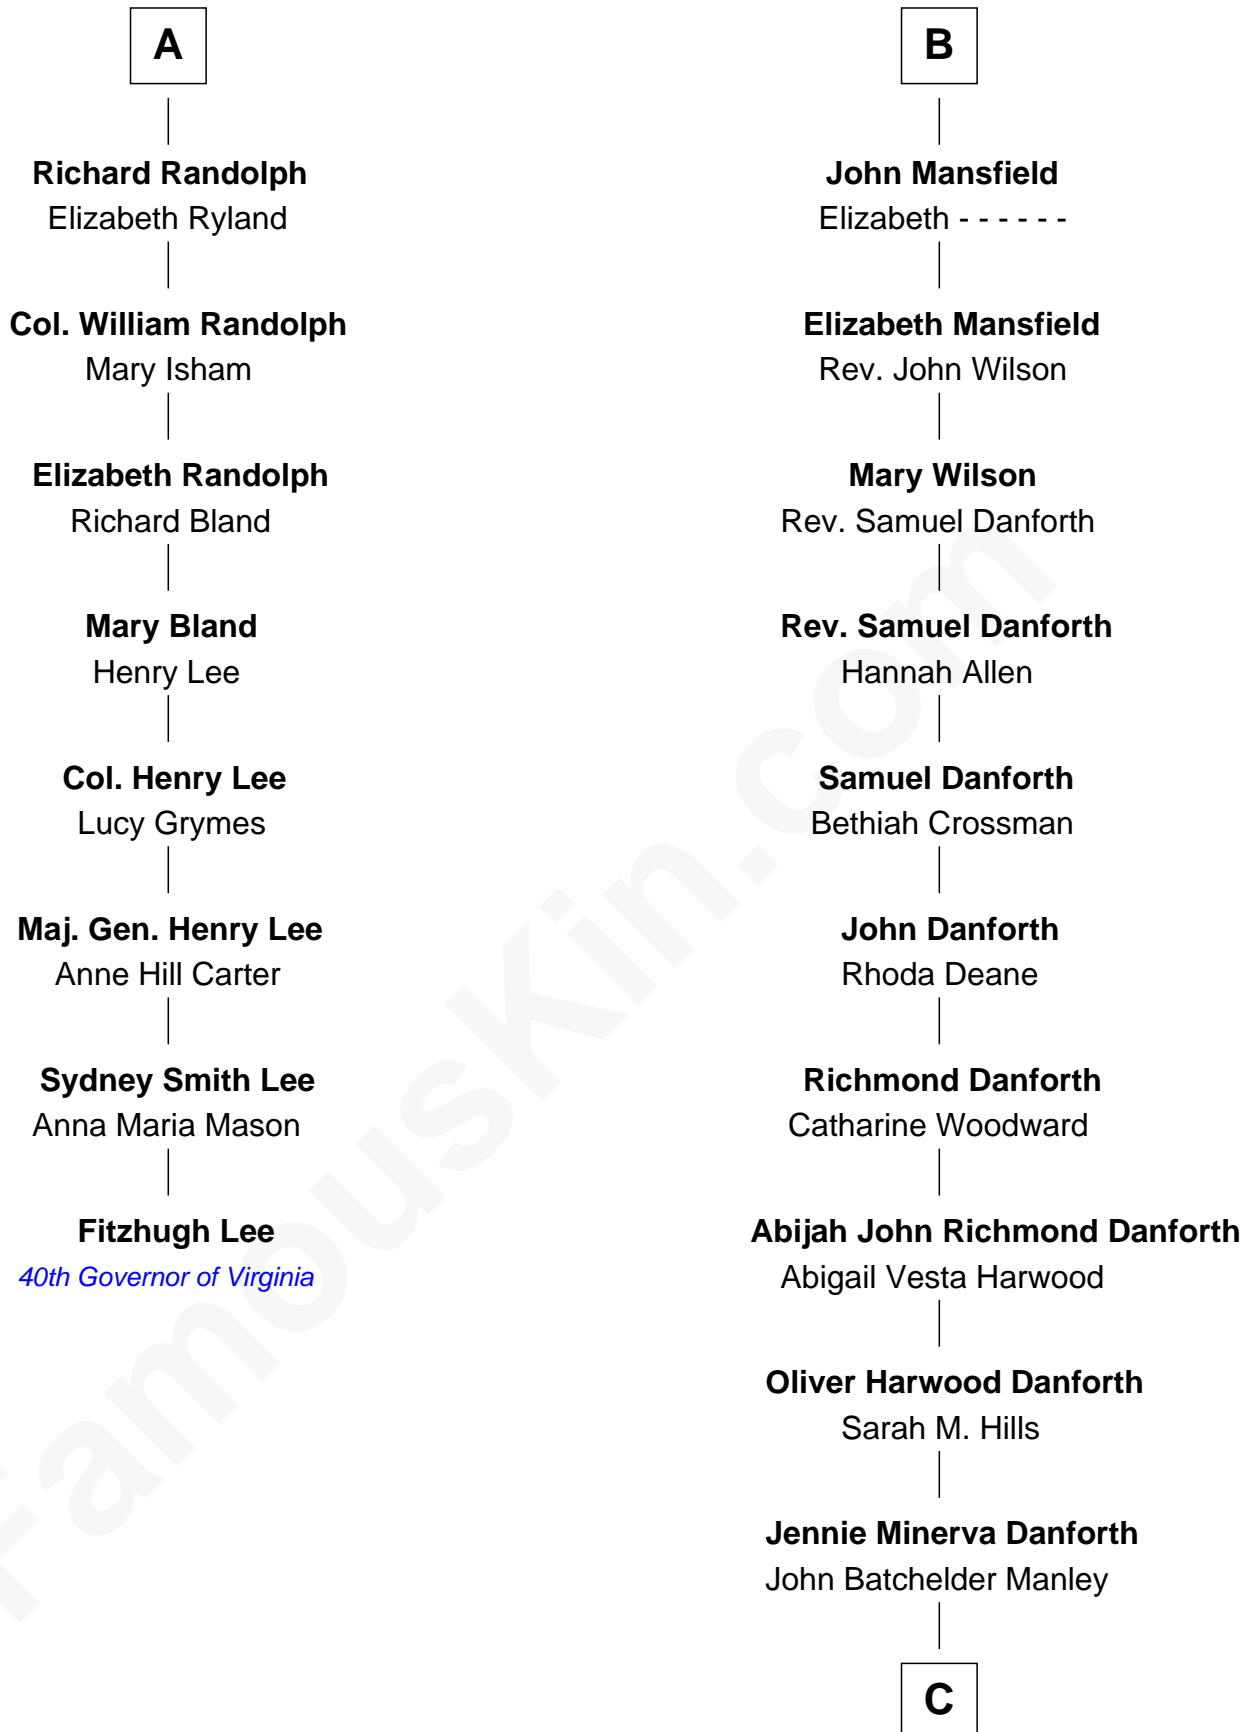 A
Richard Randolph
Elizabeth Ryland
Col. William Randolph
Mary Isham
Elizabeth Randolph
Richard Bland
Mary Bland
Henry Lee
Col. Henry Lee
Lucy Grymes
Maj. Gen. Henry Lee
Anne Hill Carter
Sydney Smith Lee
Anna Maria Mason
Fitzhugh Lee
40th Governor of Virginia
B
John Mansfield
Elizabeth - - - - - -
Elizabeth Mansfield
Rev. John Wilson
Mary Wilson
Rev. Samuel Danforth
Rev. Samuel Danforth
Hannah Allen
Samuel Danforth
Bethiah Crossman
John Danforth
Rhoda Deane
Richmond Danforth
Catharine Woodward
Abijah John Richmond Danforth
Abigail Vesta Harwood
Oliver Harwood Danforth
Sarah M. Hills
Jennie Minerva Danforth
John Batchelder Manley
C
FamousKin.com